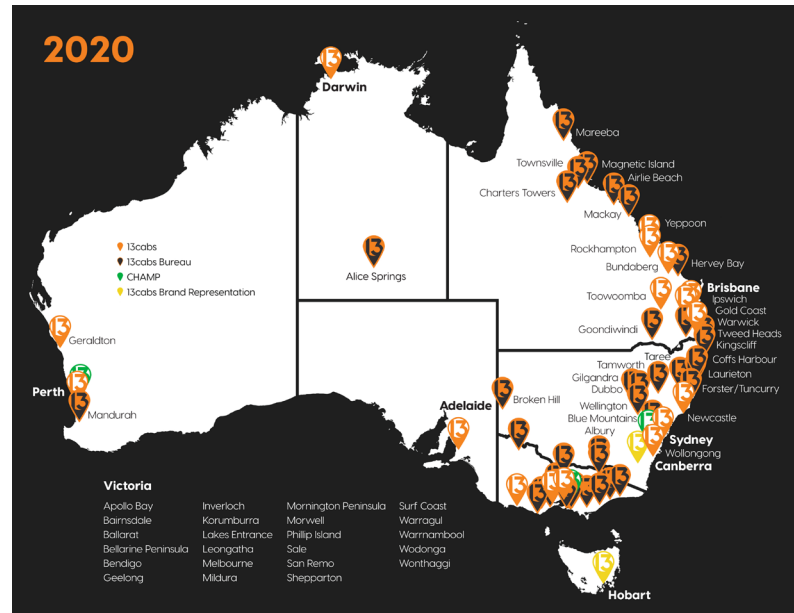 2020
13
Darwin
Mareeba
Townsville
Magnetic Island
Airlie Beach
Charters Towers
Mackay
Yeppoon
Rockhampton
Bundaberg
Hervey Bay
13cabs
13cabs Bureau
CHAMP
13cabs Brand Representation
Alice Springs
Toowoomba
Brisbane
Ipswich
Gold Coast
Warwick
Tweed Heads
Kingscliff
Goondiwindi
Geraldton
Taree
Coffs Harbour
Tamworth
Laurieton
Gilgandra
Dubbo
Forster/Tuncurry
Perth
Mandurah
Broken Hill
Adelaide
Wellington
Newcastle
Blue Mountains
Albury
Sydney
Wollongong
Canberra
Victoria
Apollo Bay
Bairnsdale
Ballarat
Bellarine Peninsula
Bendigo
Geelong
Inverloch
Korumburra
Lakes Entrance
Leongatha
Melbourne
Mildura
Mornington Peninsula
Morwell
Phillip Island
Sale
San Remo
Shepparton
Surf Coast
Warragul
Warrnambool
Wodonga
Wonthaggi
Hobart